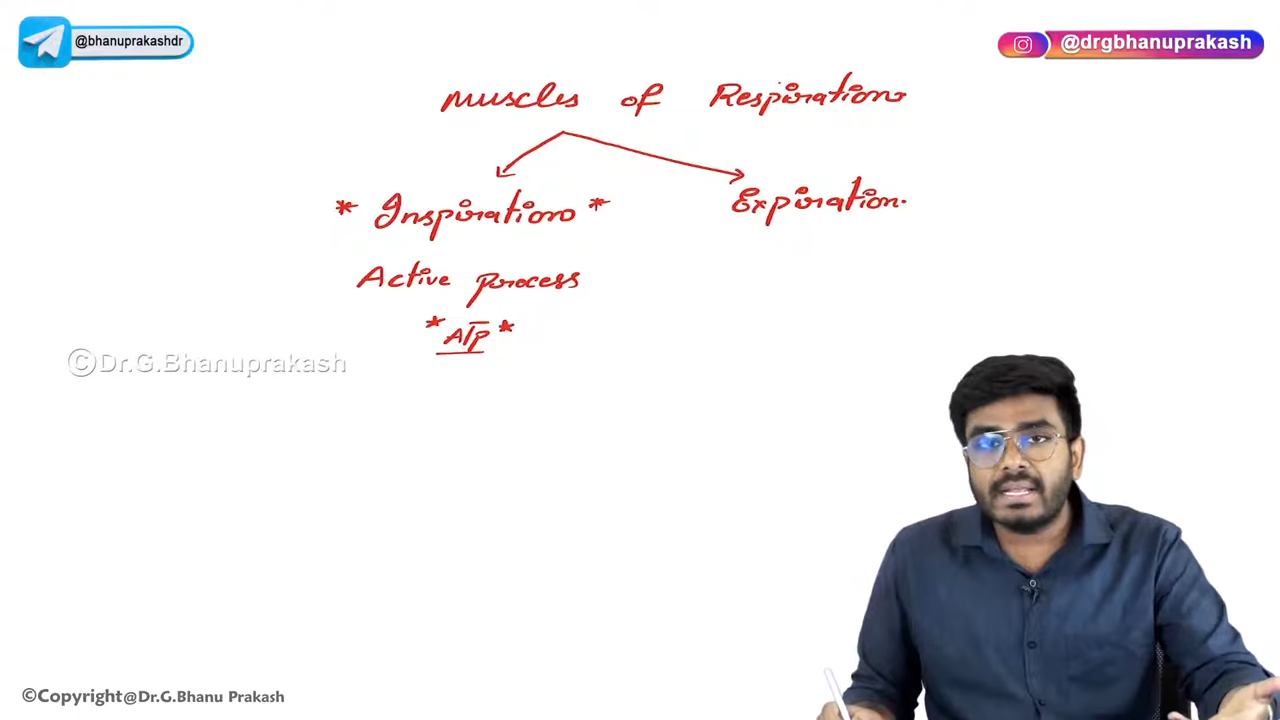 @bhanuprakashdr
@drgbhanuprakash
Muscles of Respiration
* Inspiration * Expiration.
Active process
* ATP *
©Dr.G.Bhanuprakash
©Copyright@Dr.G.Bhanu Prakash